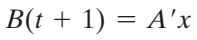 B(t + 1) = A'x